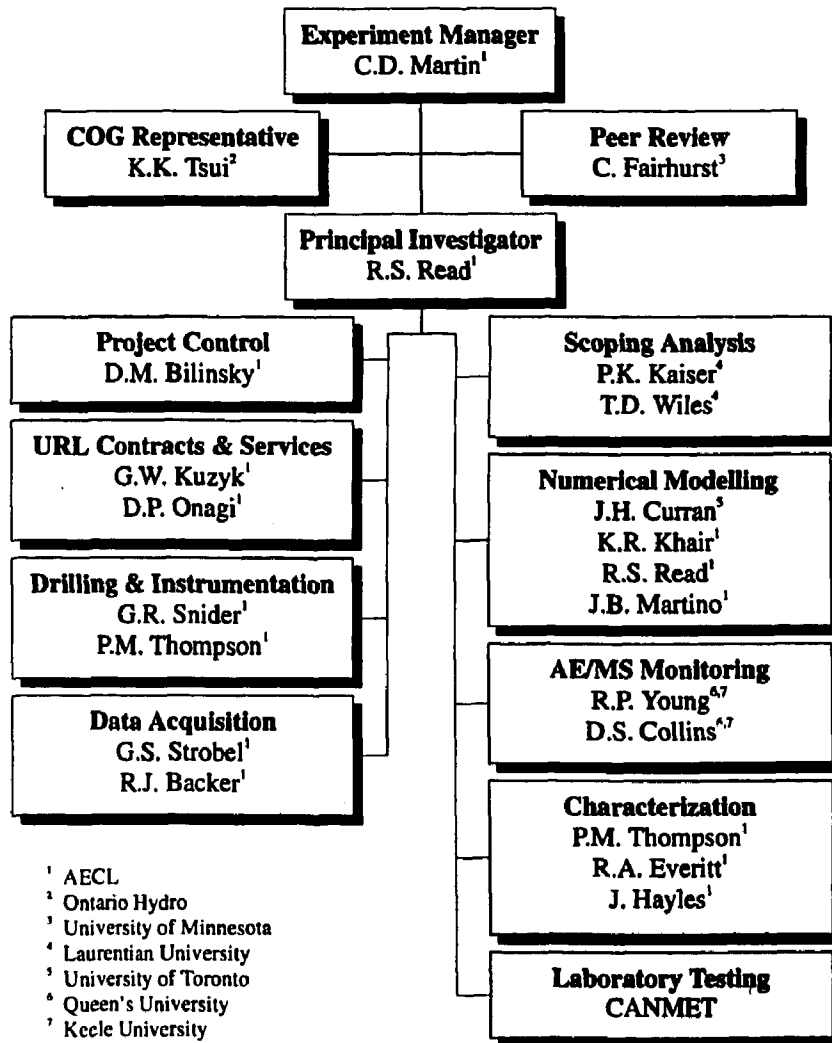 Experiment Manager
C.D. Martin¹
COG Representative
K.K. Tsui²
Peer Review
C. Fairhurst³
Principal Investigator
R.S. Read¹
Project Control
D.M. Bilinsky¹
URL Contracts & Services
G.W. Kuzyk¹
D.P. Onagi¹
Drilling & Instrumentation
G.R. Snider¹
P.M. Thompson¹
Data Acquisition
G.S. Strobel¹
R.J. Backer¹
Scoping Analysis
P.K. Kaiser⁴
T.D. Wiles⁴
Numerical Modelling
J.H. Curran⁵
K.R. Khair¹
R.S. Read¹
J.B. Martino¹
AE/MS Monitoring
R.P. Young⁶,⁷
D.S. Collins⁶,⁷
Characterization
P.M. Thompson¹
R.A. Everitt¹
J. Hayles¹
Laboratory Testing
CANMET
¹ AECL
² Ontario Hydro
³ University of Minnesota
⁴ Laurentian University
⁵ University of Toronto
⁶ Queen's University
⁷ Keele University